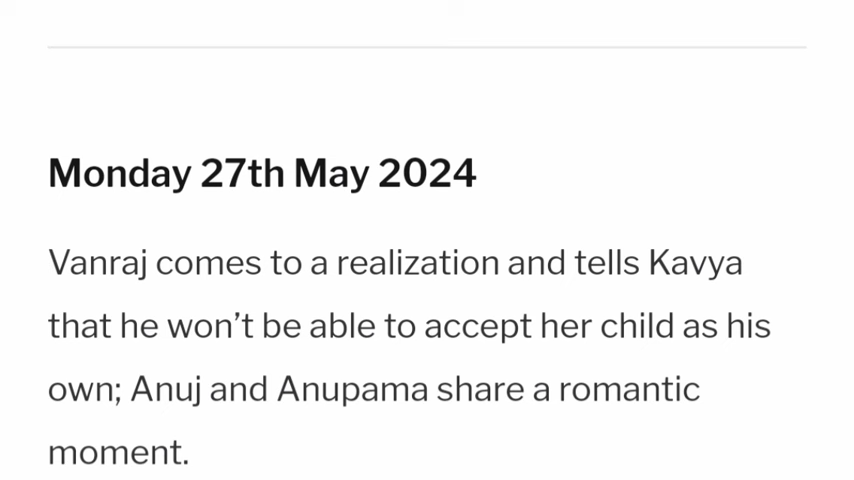 Monday 27th May 2024
Vanraj comes to a realization and tells Kavya
that he won’t be able to accept her child as his
own; Anuj and Anupama share a romantic
moment.